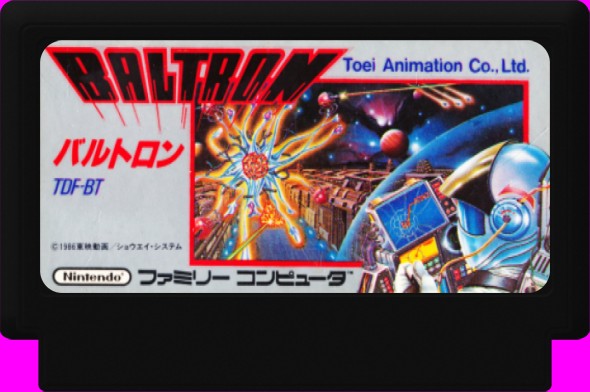 BALTRON
Toei Animation Co., Ltd.
バルトロン
TDF-BT
©1986東映動画/ショウエイ・システム
Nintendo® ファミリー コンピュータ